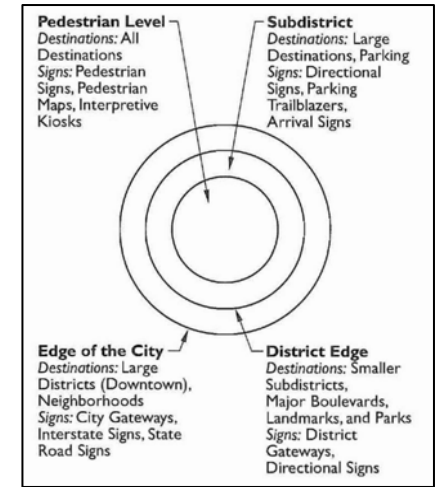 Pedestrian Level
Destinations: All
Destinations
Signs: Pedestrian
Signs, Pedestrian
Maps, Interpretive
Kiosks
Subdistrict
Destinations: Large
Destinations, Parking
Signs: Directional
Signs, Parking
Trailblazers,
Arrival Signs
Edge of the City
Destinations: Large
Districts (Downtown),
Neighborhoods
Signs: City Gateways,
Interstate Signs, State
Road Signs
District Edge
Destinations: Smaller
Subdistricts,
Major Boulevards,
Landmarks, and Parks
Signs: District
Gateways,
Directional Signs